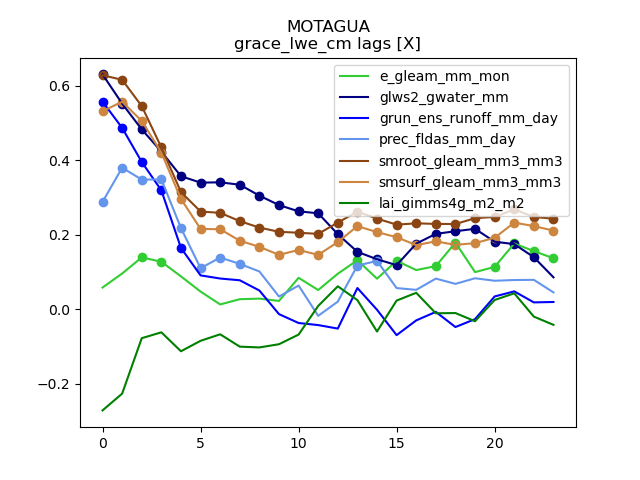 MOTAGUA
grace_lwe_cm lags [X]
e_gleam_mm_mon
glws2_gwater_mm
grun_ens_runoff_mm_day
prec_fldas_mm_day
smroot_gleam_mm3_mm3
smsurf_gleam_mm3_mm3
lai_gimms4g_m2_m2
0.6
0.4
0.2
0.0
−0.2
0
5
10
15
20